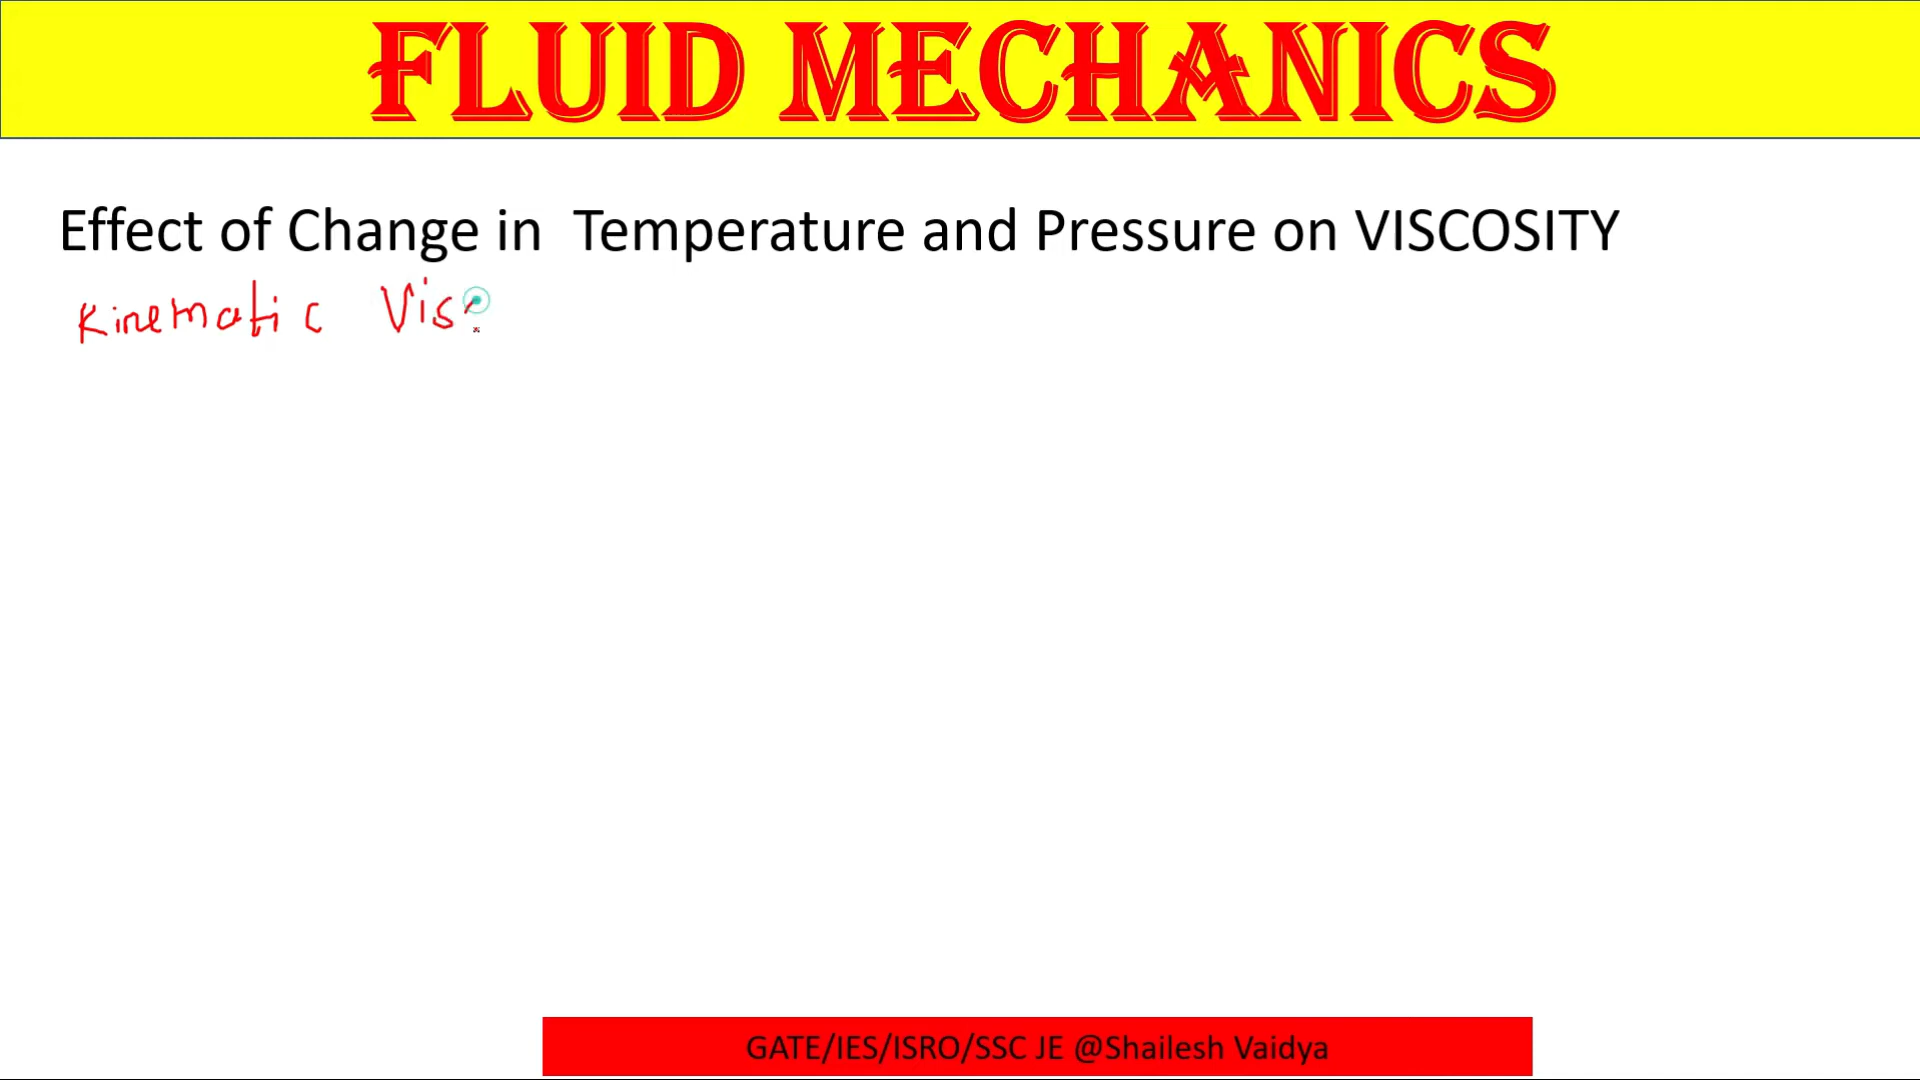 FLUID MECHANICS
Effect of Change in Temperature and Pressure on VISCOSITY
Kinematic Vis
GATE/IES/ISRO/SSC JE @Shailesh Vaidya